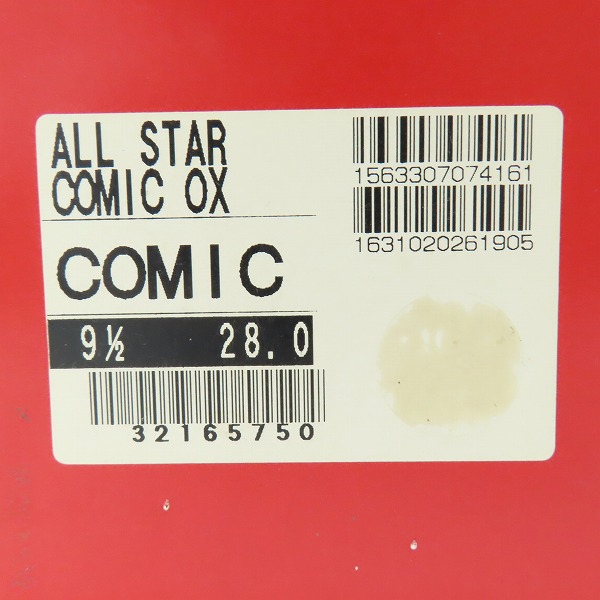 ALL STAR
COMIC OX
COMIC
9½ 28.0
32165750
1563307074161
1631020261905